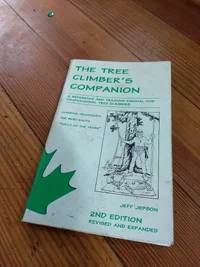 THE TREE
CLIMBER'S
COMPANION
A REFERENCE AND TRAINING MANUAL FOR
PROFESSIONAL TREE CLIMBERS
JEFF JEPSON
2ND EDITION
REVISED AND EXPANDED